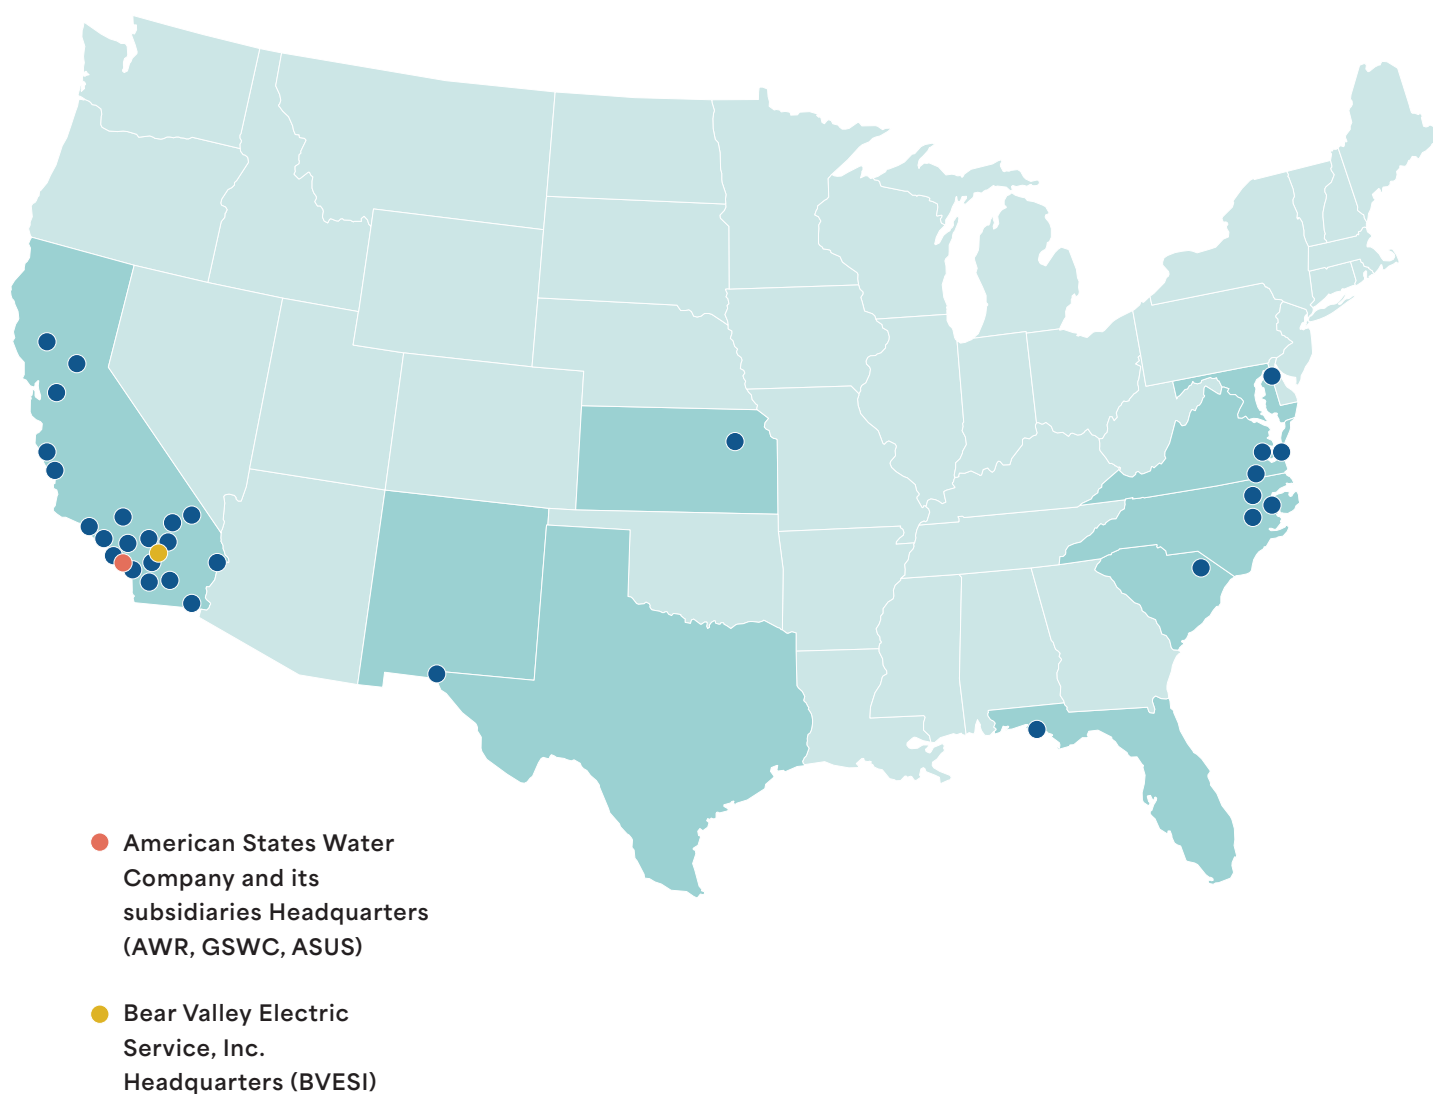 American States Water
Company and its
subsidiaries Headquarters
(AWR, GSWC, ASUS)
Bear Valley Electric
Service, Inc.
Headquarters (BVESI)